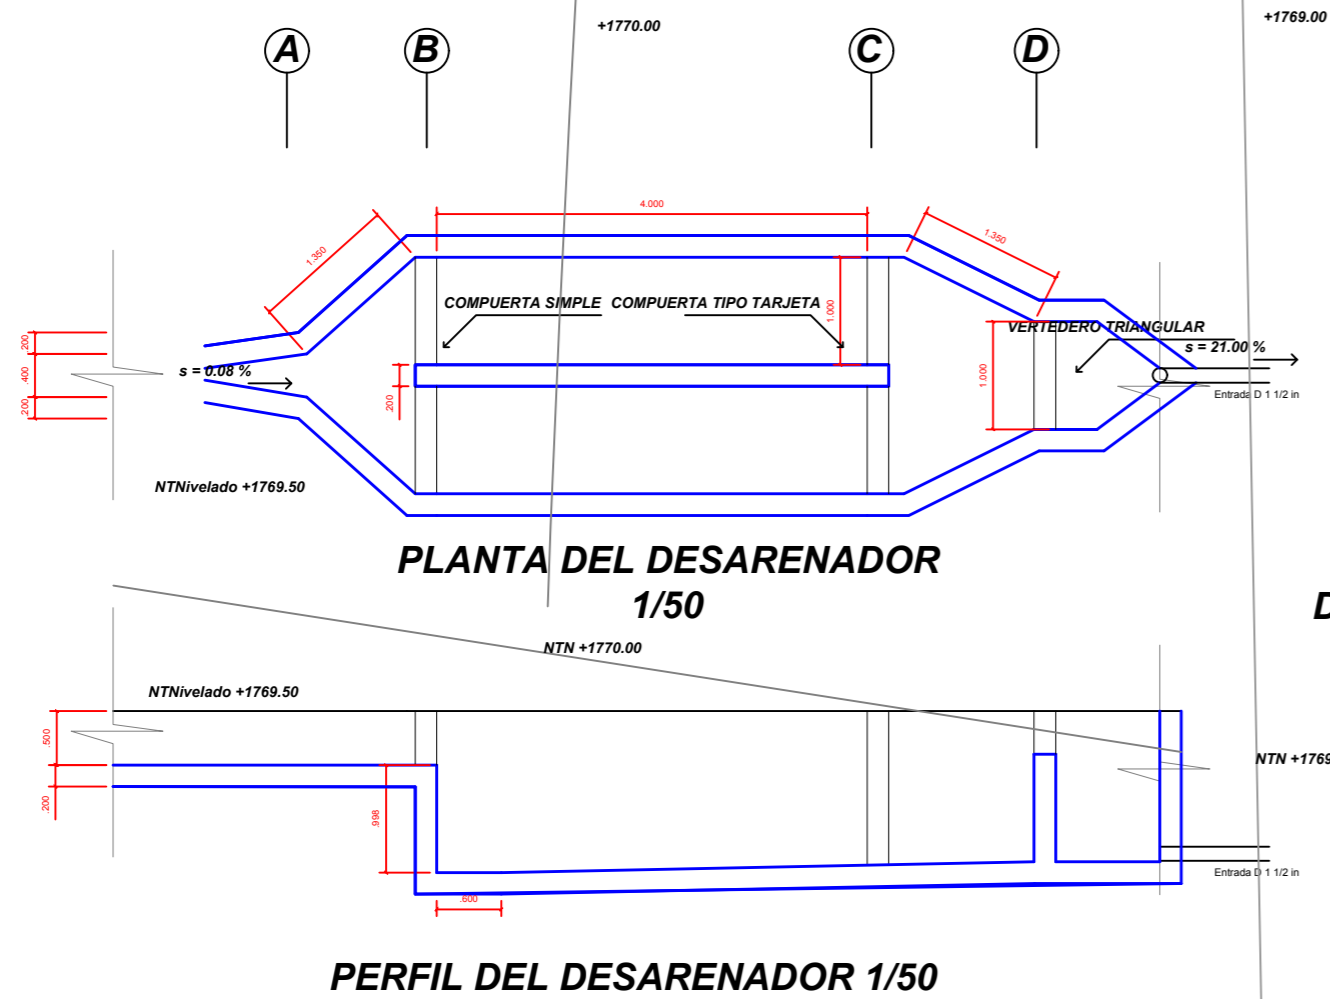 +1770.00
+1769.00
A
B
C
D
4.000
1.350
1.350
COMPUERTA SIMPLE
COMPUERTA TIPO TARJETA
1.000
VERTEDERO TRIANGULAR
s = 21.00 %
.200
.400
.200
s = 0.08 %
.200
1.000
Entrada D 1 1/2 in
NTNivelado +1769.50
PLANTA DEL DESARENADOR
1/50
NTN +1770.00
NTNivelado +1769.50
.500
.200
.998
NTN +1769
Entrada D 1 1/2 in
.600
PERFIL DEL DESARENADOR 1/50